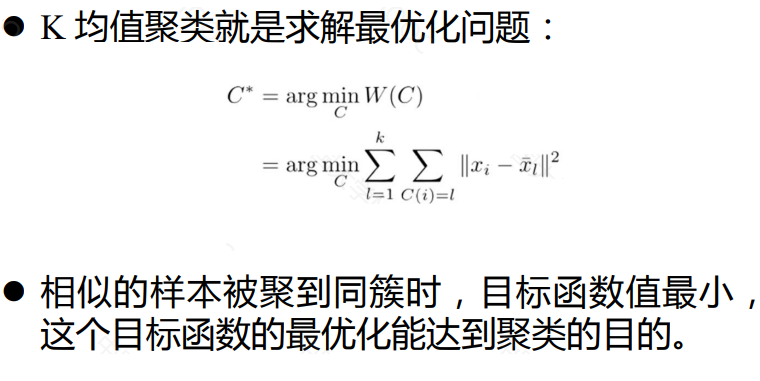 ● K 均值聚类就是求解最优化问题：
C* = arg min_C W(C)
= arg min_C ∑_{l=1}^{k} ∑_{C(i)=l} ‖x_i − x̄_l‖²
● 相似的样本被聚到同簇时，目标函数值最小，
这个目标函数的最优化能达到聚类的目的。